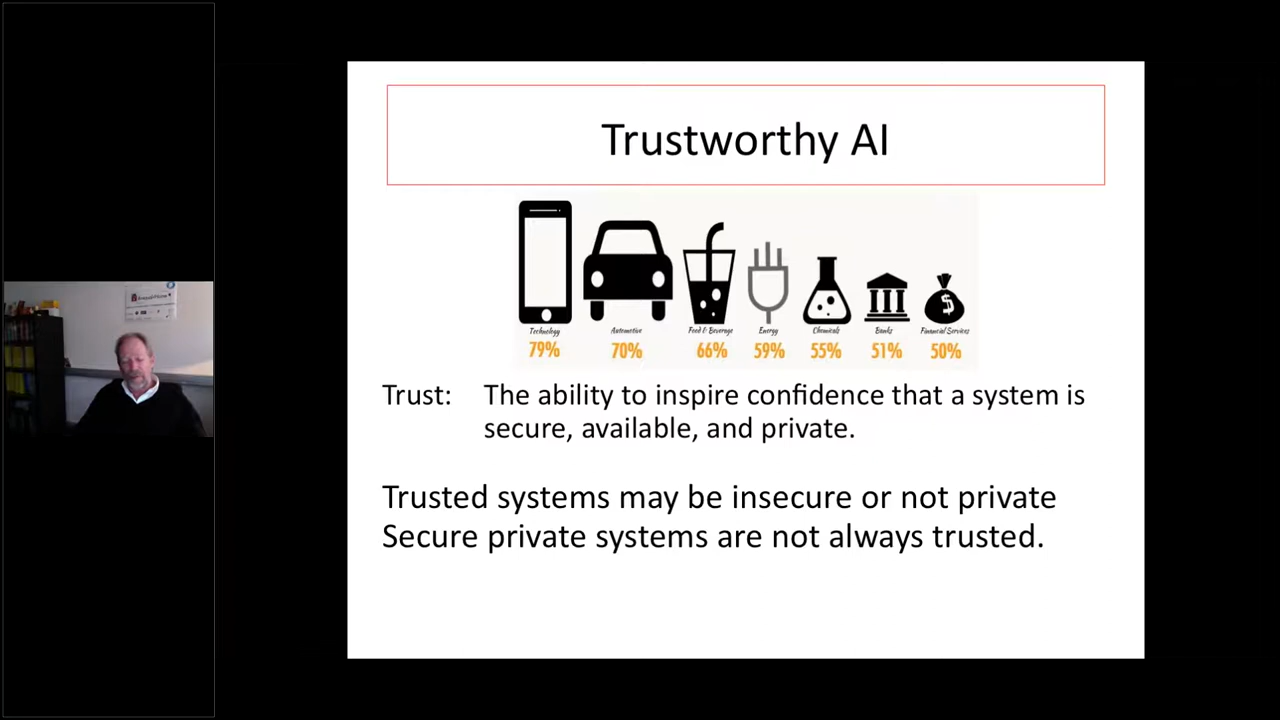 Trustworthy AI
Technology Automotive Food & Beverage Energy Chemicals Banks Financial Services
79% 70% 66% 59% 55% 51% 50%
Trust: The ability to inspire confidence that a system is
secure, available, and private.
Trusted systems may be insecure or not private
Secure private systems are not always trusted.